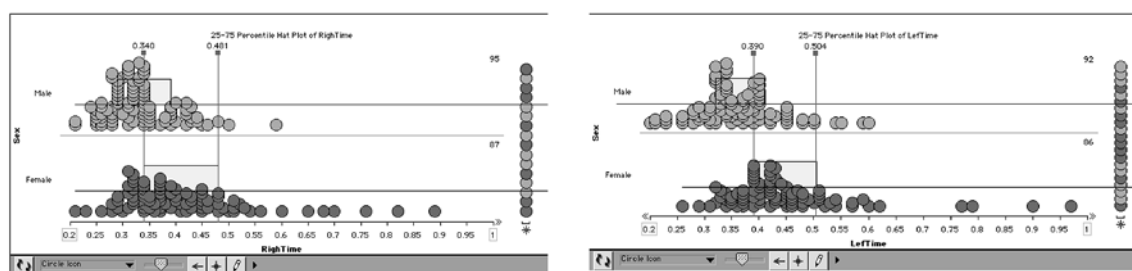 25-75 Percentile Hat Plot of RighTime
0.340 0.481
95
Male
Sex
87
Female
0.2 0.25 0.3 0.35 0.4 0.45 0.5 0.55 0.6 0.65 0.7 0.75 0.8 0.85 0.9 0.95 1
RighTime
Circle Icon
25-75 Percentile Hat Plot of LefTime
0.390 0.504
92
Male
Sex
86
Female
0.2 0.25 0.3 0.35 0.4 0.45 0.5 0.55 0.6 0.65 0.7 0.75 0.8 0.85 0.9 0.95 1
LefTime
Circle Icon